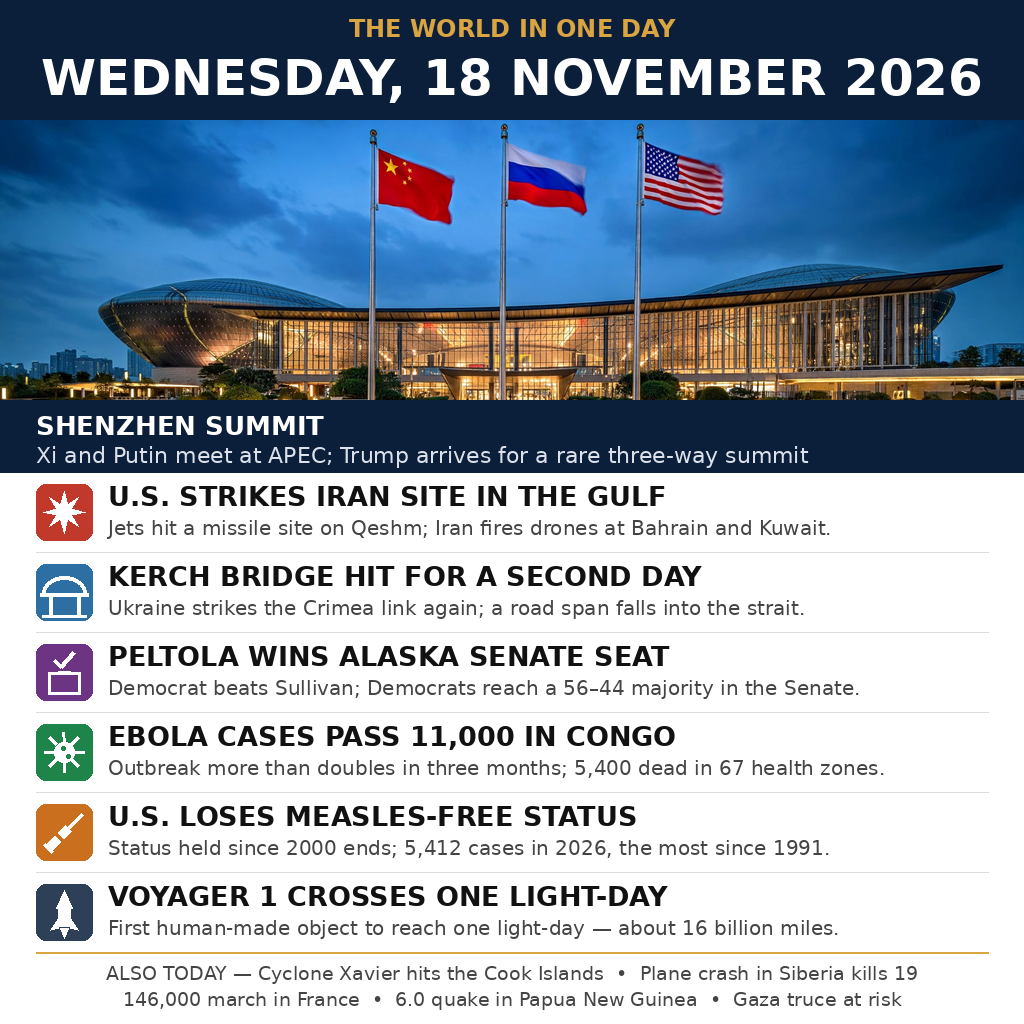 THE WORLD IN ONE DAY
WEDNESDAY, 18 NOVEMBER 2026
SHENZHEN SUMMIT
Xi and Putin meet at APEC; Trump arrives for a rare three-way summit
U.S. STRIKES IRAN SITE IN THE GULF
Jets hit a missile site on Qeshm; Iran fires drones at Bahrain and Kuwait.
KERCH BRIDGE HIT FOR A SECOND DAY
Ukraine strikes the Crimea link again; a road span falls into the strait.
PELTOLA WINS ALASKA SENATE SEAT
Democrat beats Sullivan; Democrats reach a 56–44 majority in the Senate.
EBOLA CASES PASS 11,000 IN CONGO
Outbreak more than doubles in three months; 5,400 dead in 67 health zones.
U.S. LOSES MEASLES-FREE STATUS
Status held since 2000 ends; 5,412 cases in 2026, the most since 1991.
VOYAGER 1 CROSSES ONE LIGHT-DAY
First human-made object to reach one light-day — about 16 billion miles.
ALSO TODAY — Cyclone Xavier hits the Cook Islands • Plane crash in Siberia kills 19
146,000 march in France • 6.0 quake in Papua New Guinea • Gaza truce at risk